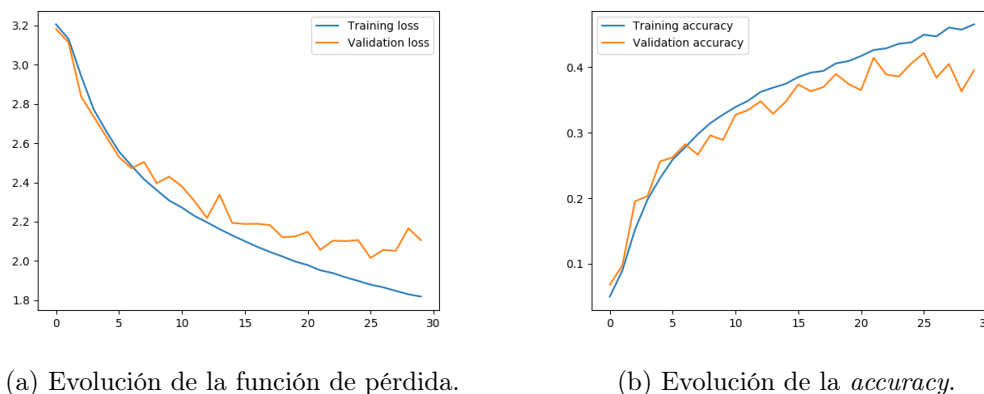 3.2
3.0
2.8
2.6
2.4
2.2
2.0
1.8
0 5 10 15 20 25 30
Training loss
Validation loss
0.4
0.3
0.2
0.1
0 5 10 15 20 25 3
Training accuracy
Validation accuracy
(a) Evolución de la función de pérdida.
(b) Evolución de la accuracy.